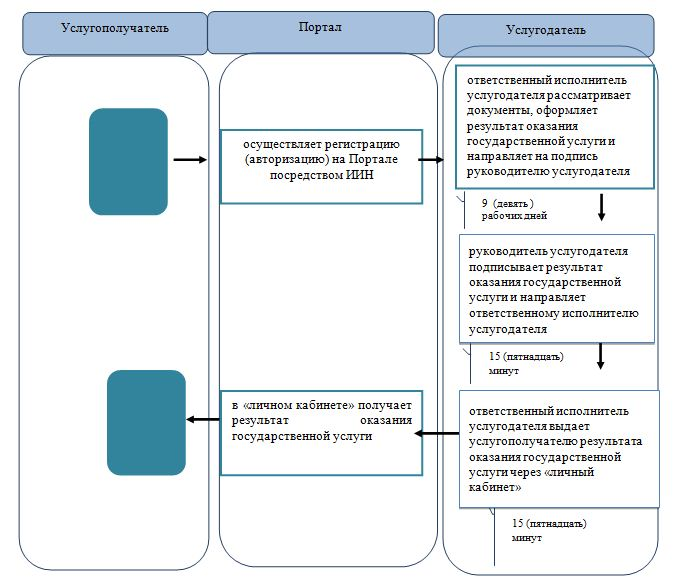 Услугополучатель
Портал
Услугодатель
осуществляет регистрацию
(авторизацию) на Портале
посредством ИИН
ответственный исполнитель
услугодателя рассматривает
документы, оформляет
результат оказания
государственной услуги и
направляет на подпись
руководителю услугодателя
9 (девять)
рабочих дней
руководитель услугодателя
подписывает результат
оказания государственной
услуги и направляет
ответственному исполнителю
услугодателя
15 (пятнадцать)
минут
в «личном кабинете» получает
результат оказания
государственной услуги
ответственный исполнитель
услугодателя выдает
услугополучателю результата
оказания государственной
услуги через «личный
кабинет»
15 (пятнадцать)
минут